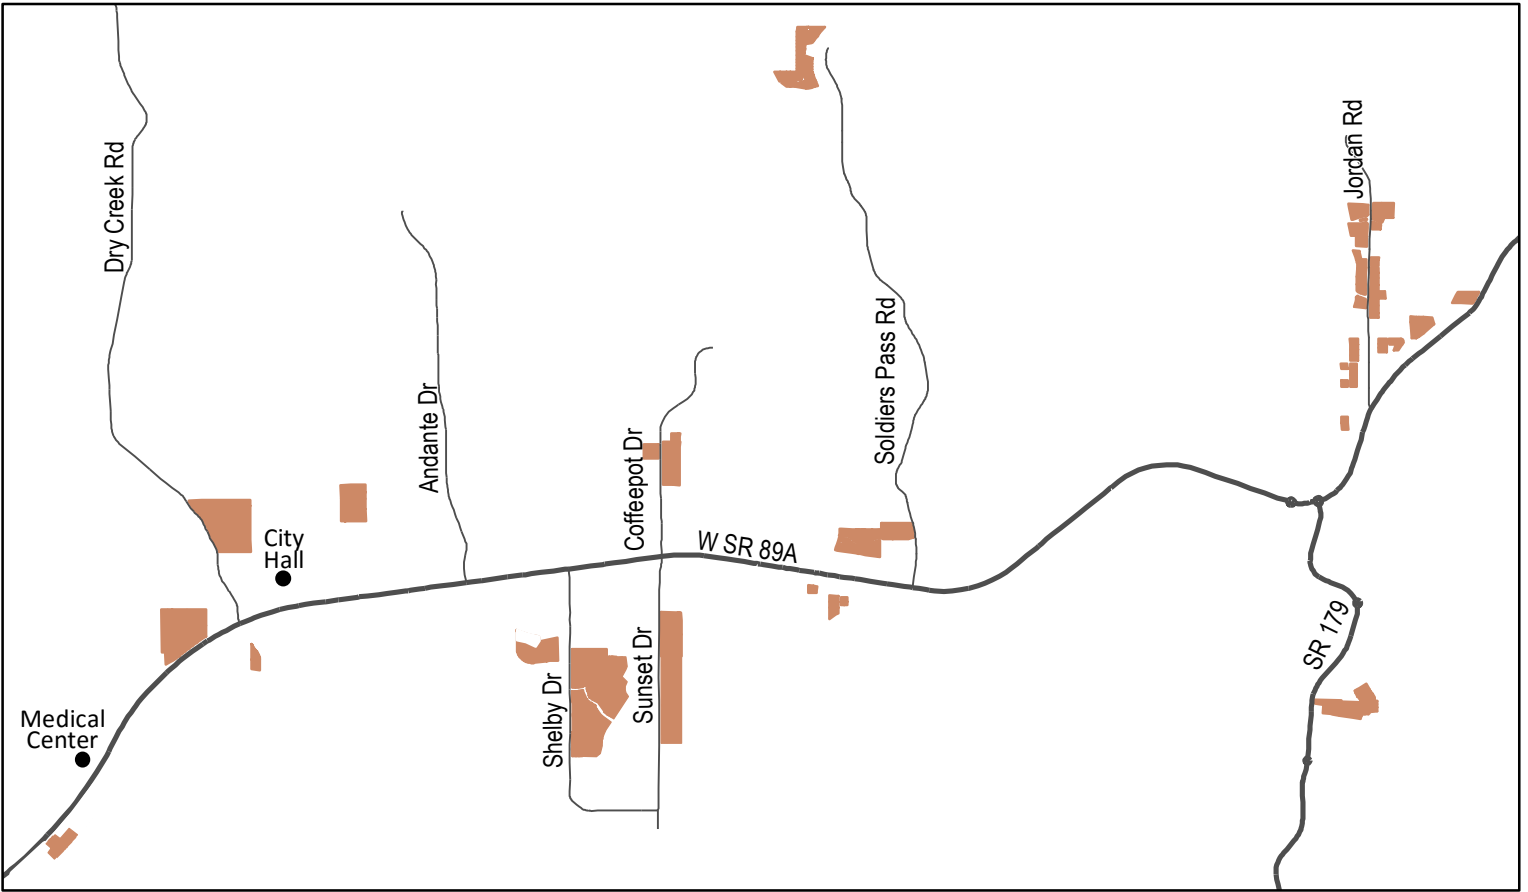 Jordan Rd
Dry Creek Rd
Soldiers Pass Rd
Andante Dr
Coffeepot Dr
City
Hall
W SR 89A
SR 179
Sunset Dr
Shelby Dr
Medical
Center